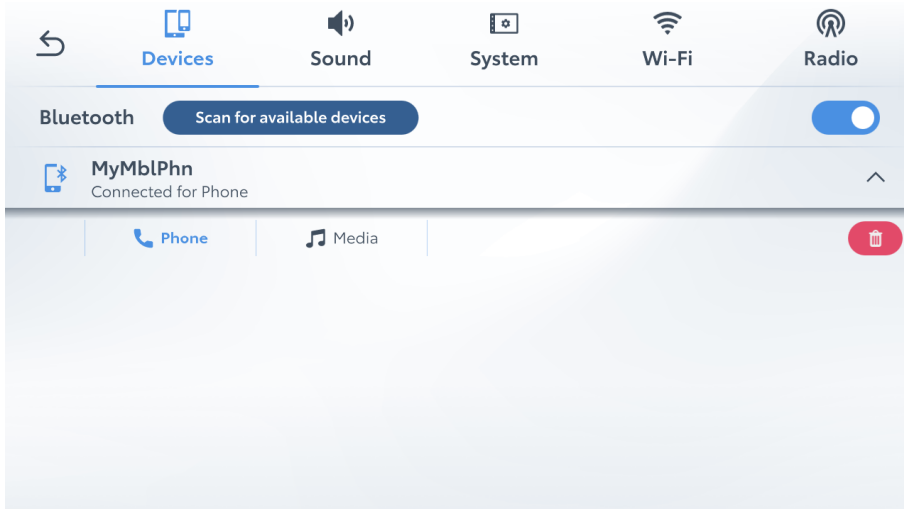 Devices Sound System Wi-Fi Radio
Bluetooth Scan for available devices
MyMblPhn
Connected for Phone
Phone Media